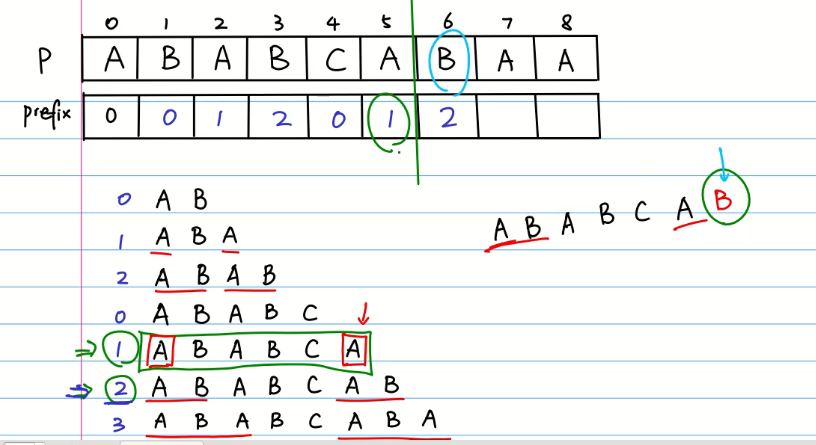 0 1 2 3 4 5 6 7 8
P A B A B C A B A A
prefix 0 0 1 2 0 1 2
0 A B
A B A B C A B
1 A B A
2 A B A B
0 A B A B C
⇒ 1 A B A B C A
⇒ 2 A B A B C A B
3 A B A B C A B A